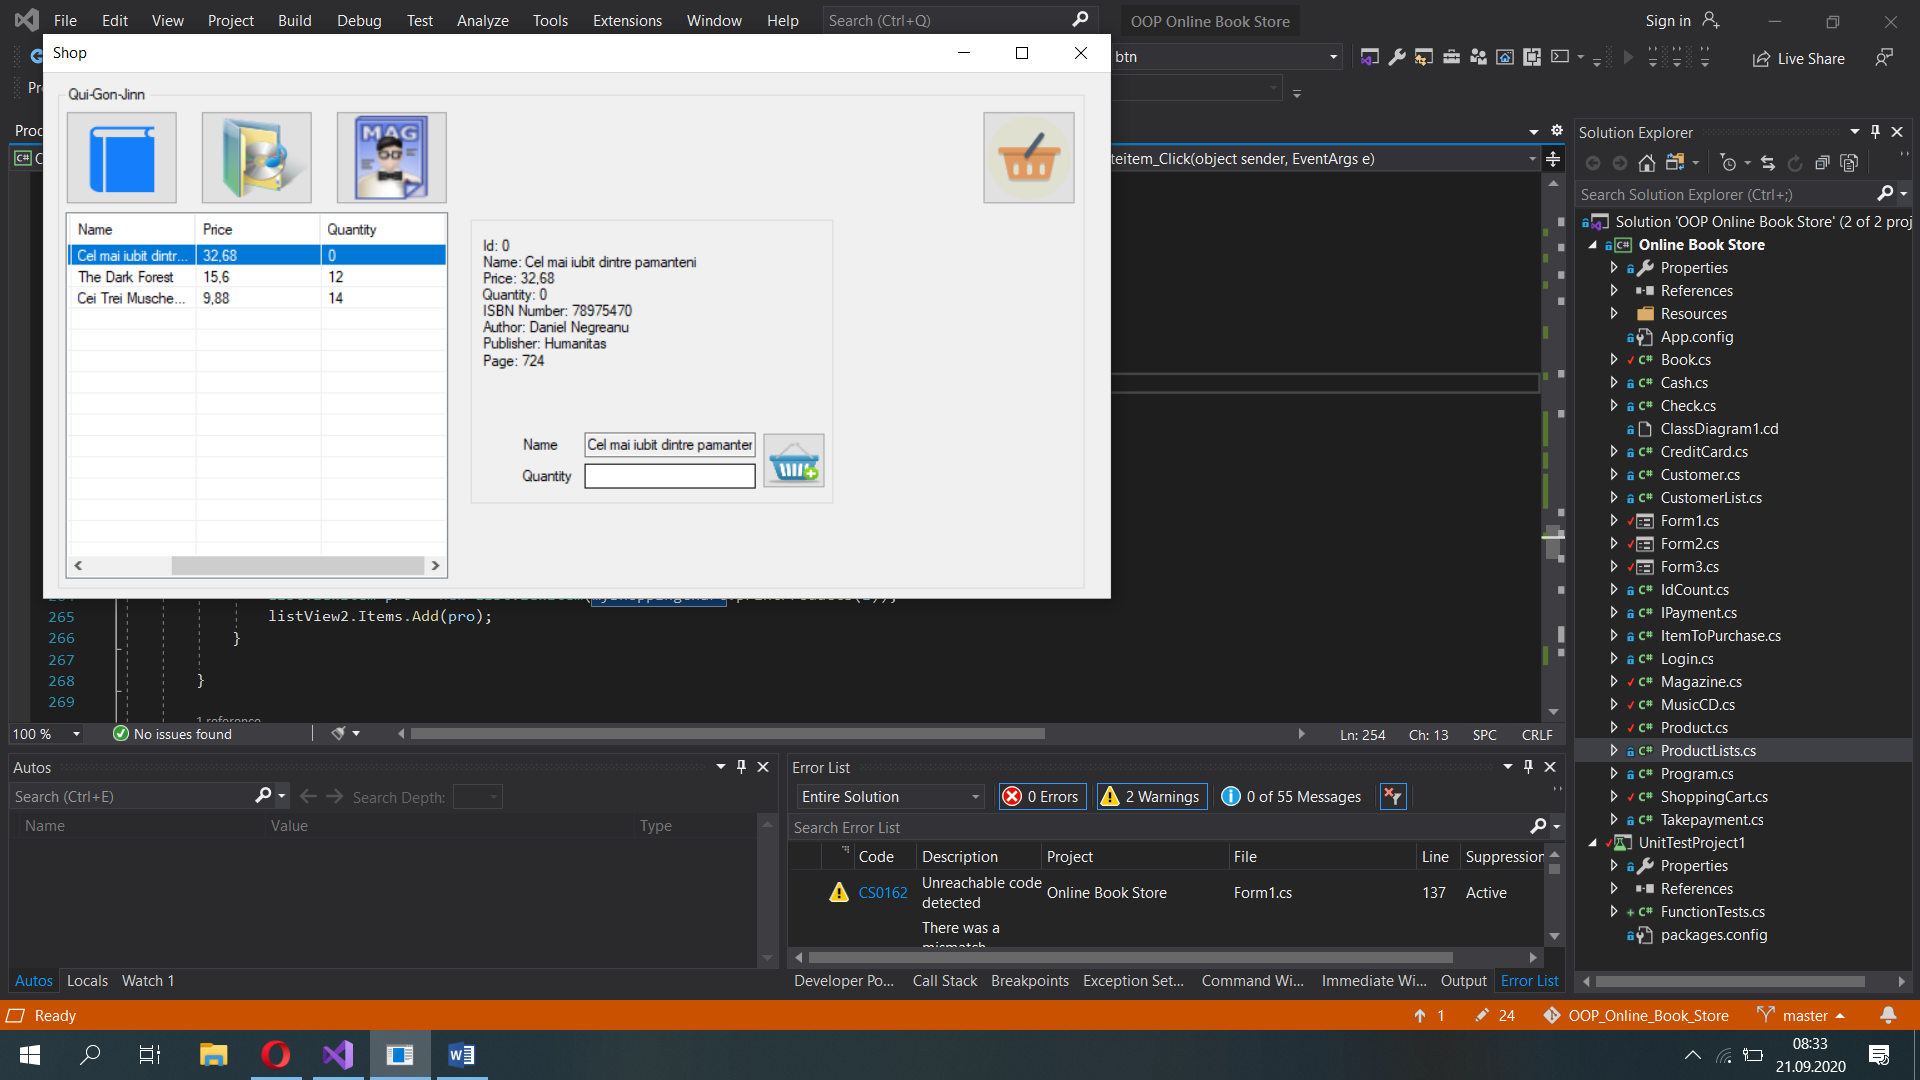 File Edit View Project Build Debug Test Analyze Tools Extensions Window Help Search (Ctrl+Q) OOP Online Book Store Sign in
Shop
btn Live Share
Qui-Gon-Jinn
MAG
teitem_Click(object sender, EventArgs e)
Name Price Quantity
Cel mai iubit dintr... 32,68 0
The Dark Forest 15,6 12
Cei Trei Musche... 9,88 14
Id: 0
Name: Cel mai iubit dintre pamanteni
Price: 32,68
Quantity: 0
ISBN Number: 78975470
Author: Daniel Negreanu
Publisher: Humanitas
Page: 724
Name Cel mai iubit dintre pamanter
Quantity
265 listView2.Items.Add(pro);
266 }
267
268 }
269
1 reference
100 % No issues found Ln: 254 Ch: 13 SPC CRLF
Solution Explorer
Search Solution Explorer (Ctrl+;)
Solution 'OOP Online Book Store' (2 of 2 proj
Online Book Store
Properties
References
Resources
App.config
Book.cs
Cash.cs
Check.cs
ClassDiagram1.cd
CreditCard.cs
Customer.cs
CustomerList.cs
Form1.cs
Form2.cs
Form3.cs
IdCount.cs
IPayment.cs
ItemToPurchase.cs
Login.cs
Magazine.cs
MusicCD.cs
Product.cs
ProductLists.cs
Program.cs
ShoppingCart.cs
Takepayment.cs
UnitTestProject1
Properties
References
FunctionTests.cs
packages.config
Autos
Search (Ctrl+E) Search Depth:
Name Value Type
Autos Locals Watch 1
Error List
Entire Solution 0 Errors 2 Warnings 0 of 55 Messages
Search Error List
Code Description Project File Line Suppression
CS0162 Unreachable code detected Online Book Store Form1.cs 137 Active
There was a
Developer Po... Call Stack Breakpoints Exception Set... Command Wi... Immediate Wi... Output Error List
Ready 1 24 OOP_Online_Book_Store master
08:33
21.09.2020